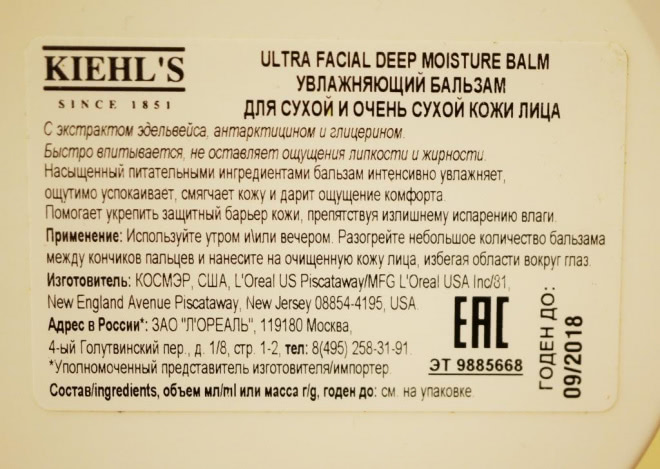 KIEHL'S
SINCE 1851
ULTRA FACIAL DEEP MOISTURE BALM
УВЛАЖНЯЮЩИЙ БАЛЬЗАМ
ДЛЯ СУХОЙ И ОЧЕНЬ СУХОЙ КОЖИ ЛИЦА
С экстрактом эдельвейса, антарктицином и глицерином.
Быстро впитывается, не оставляет ощущения липкости и жирности.
Насыщенный питательными ингредиентами бальзам интенсивно увлажняет,
ощутимо успокаивает, смягчает кожу и дарит ощущение комфорта.
Помогает укрепить защитный барьер кожи, препятствуя излишнему испарению влаги.
Применение: Используйте утром и\или вечером. Разогрейте небольшое количество бальзама
между кончиков пальцев и нанесите на очищенную кожу лица, избегая области вокруг глаз.
Изготовитель: КОСМЭР, США, L'Oreal US Piscataway/MFG L'Oreal USA Inc/81,
New England Avenue Piscataway, New Jersey 08854-4195, USA.
Адрес в России*: ЗАО "Л'ОРЕАЛЬ", 119180 Москва,
4-ый Голутвинский пер., д. 1/8, стр. 1-2, тел: 8(495) 258-31-91.
*Уполномоченный представитель изготовителя/импортер.
Состав/ingredients, объем мл/ml или масса г/g, годен до: см. на упаковке.
EAC
ЭТ 9885668
ГОДЕН ДО:
09/2018